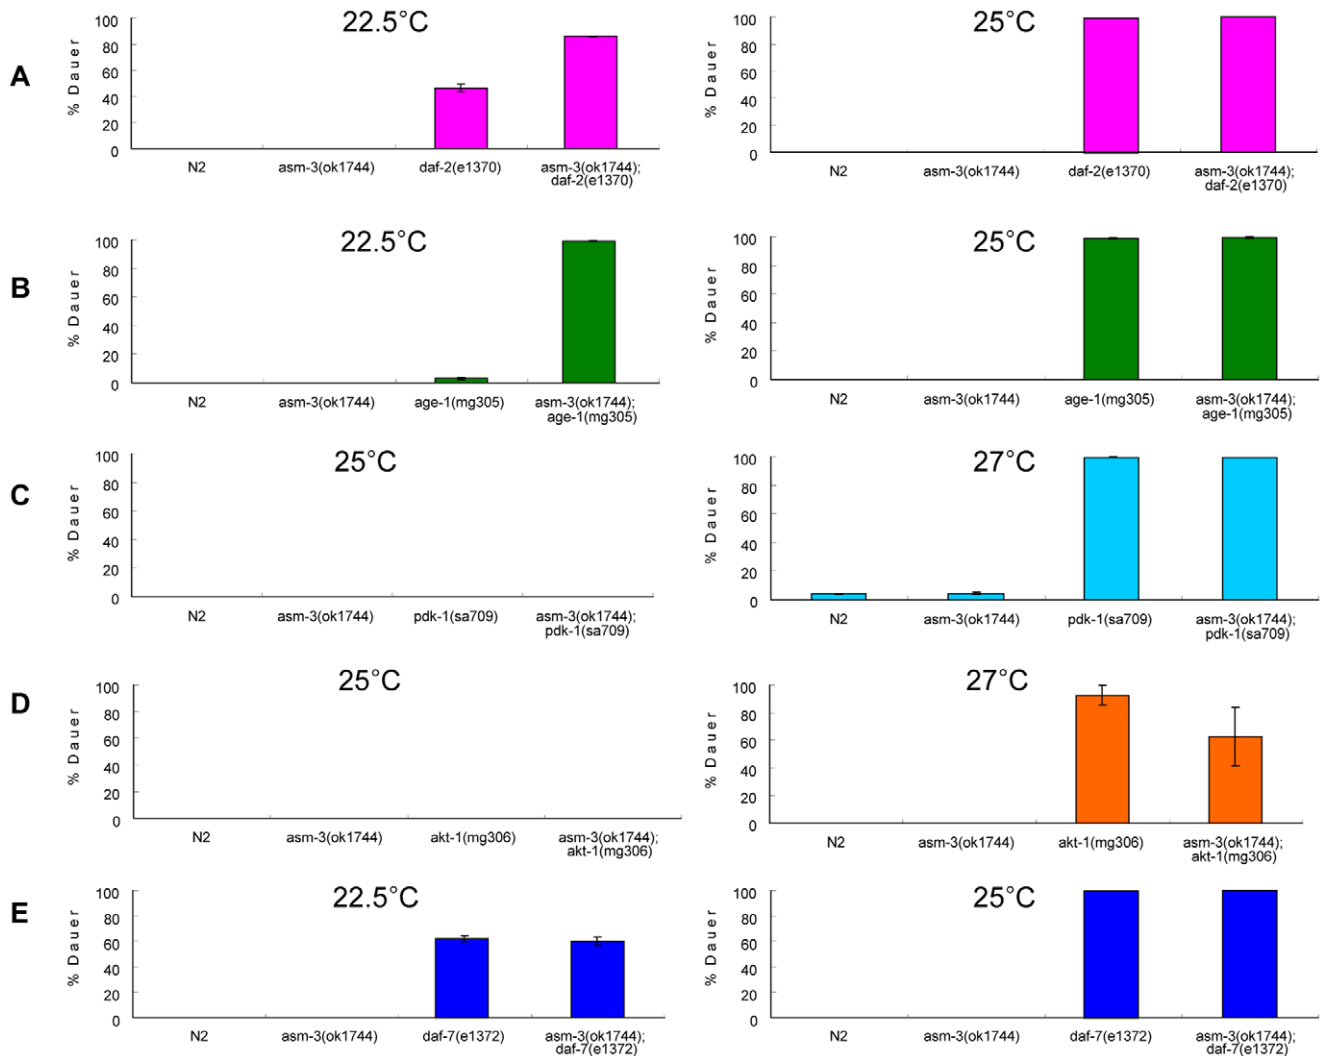 A
22.5°C
% Dauer
100
80
60
40
20
0
N2
asm-3(ok1744)
daf-2(e1370)
asm-3(ok1744);
daf-2(e1370)
25°C
% Dauer
100
80
60
40
20
0
N2
asm-3(ok1744)
daf-2(e1370)
asm-3(ok1744);
daf-2(e1370)
B
22.5°C
% Dauer
100
80
60
40
20
0
N2
asm-3(ok1744)
age-1(mg305)
asm-3(ok1744);
age-1(mg305)
25°C
% Dauer
100
80
60
40
20
0
N2
asm-3(ok1744)
age-1(mg305)
asm-3(ok1744);
age-1(mg305)
C
25°C
% Dauer
100
80
60
40
20
0
N2
asm-3(ok1744)
pdk-1(sa709)
asm-3(ok1744);
pdk-1(sa709)
27°C
% Dauer
100
80
60
40
20
0
N2
asm-3(ok1744)
pdk-1(sa709)
asm-3(ok1744);
pdk-1(sa709)
D
25°C
% Dauer
100
80
60
40
20
0
N2
asm-3(ok1744)
akt-1(mg306)
asm-3(ok1744);
akt-1(mg306)
27°C
% Dauer
100
80
60
40
20
0
N2
asm-3(ok1744)
akt-1(mg306)
asm-3(ok1744);
akt-1(mg306)
E
22.5°C
% Dauer
100
80
60
40
20
0
N2
asm-3(ok1744)
daf-7(e1372)
asm-3(ok1744);
daf-7(e1372)
25°C
% Dauer
100
80
60
40
20
0
N2
asm-3(ok1744)
daf-7(e1372)
asm-3(ok1744);
daf-7(e1372)